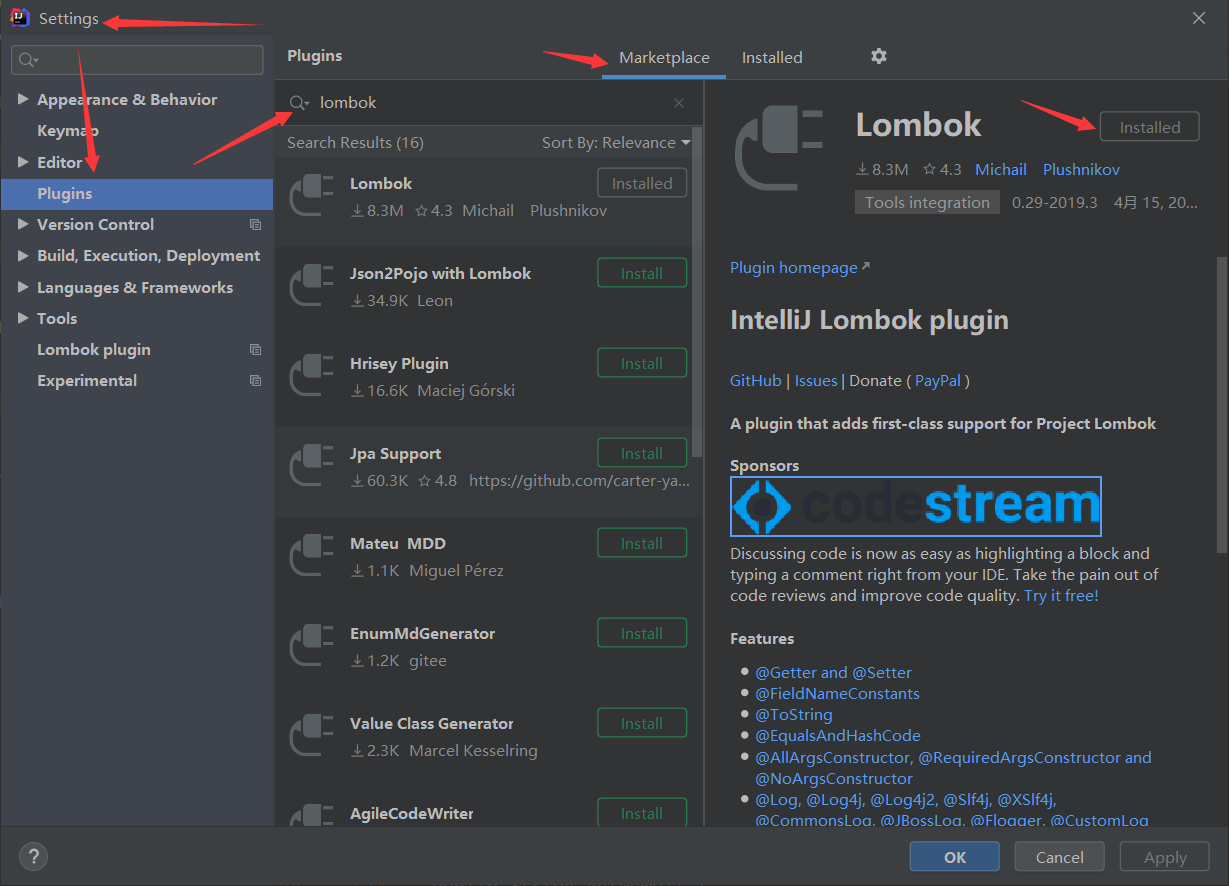 Settings
Appearance & Behavior
Keymap
Editor
Plugins
Version Control
Build, Execution, Deployment
Languages & Frameworks
Tools
Lombok plugin
Experimental
Plugins
Marketplace
Installed
lombok
Search Results (16)
Sort By: Relevance
Lombok
Installed
8.3M 4.3 Michail Plushnikov
Json2Pojo with Lombok
Install
34.9K Leon
Hrisey Plugin
Install
16.6K Maciej Górski
Jpa Support
Install
60.3K 4.8 https://github.com/carter-ya...
Mateu MDD
Install
1.1K Miguel Pérez
EnumMdGenerator
Install
1.2K gitee
Value Class Generator
Install
2.3K Marcel Kesselring
AgileCodeWriter
Install
Lombok
Installed
8.3M 4.3 Michail Plushnikov
Tools integration 0.29-2019.3 4月 15, 20...
Plugin homepage
IntelliJ Lombok plugin
GitHub | Issues | Donate ( PayPal )
A plugin that adds first-class support for Project Lombok
Sponsors
codestream
Discussing code is now as easy as highlighting a block and
typing a comment right from your IDE. Take the pain out of
code reviews and improve code quality. Try it free!
Features
@Getter and @Setter
@FieldNameConstants
@ToString
@EqualsAndHashCode
@AllArgsConstructor, @RequiredArgsConstructor and
@NoArgsConstructor
@Log, @Log4j, @Log4j2, @Slf4j, @XSlf4j,
@CommonsLog, @JBossLog, @Flogger, @CustomLog
?
OK
Cancel
Apply